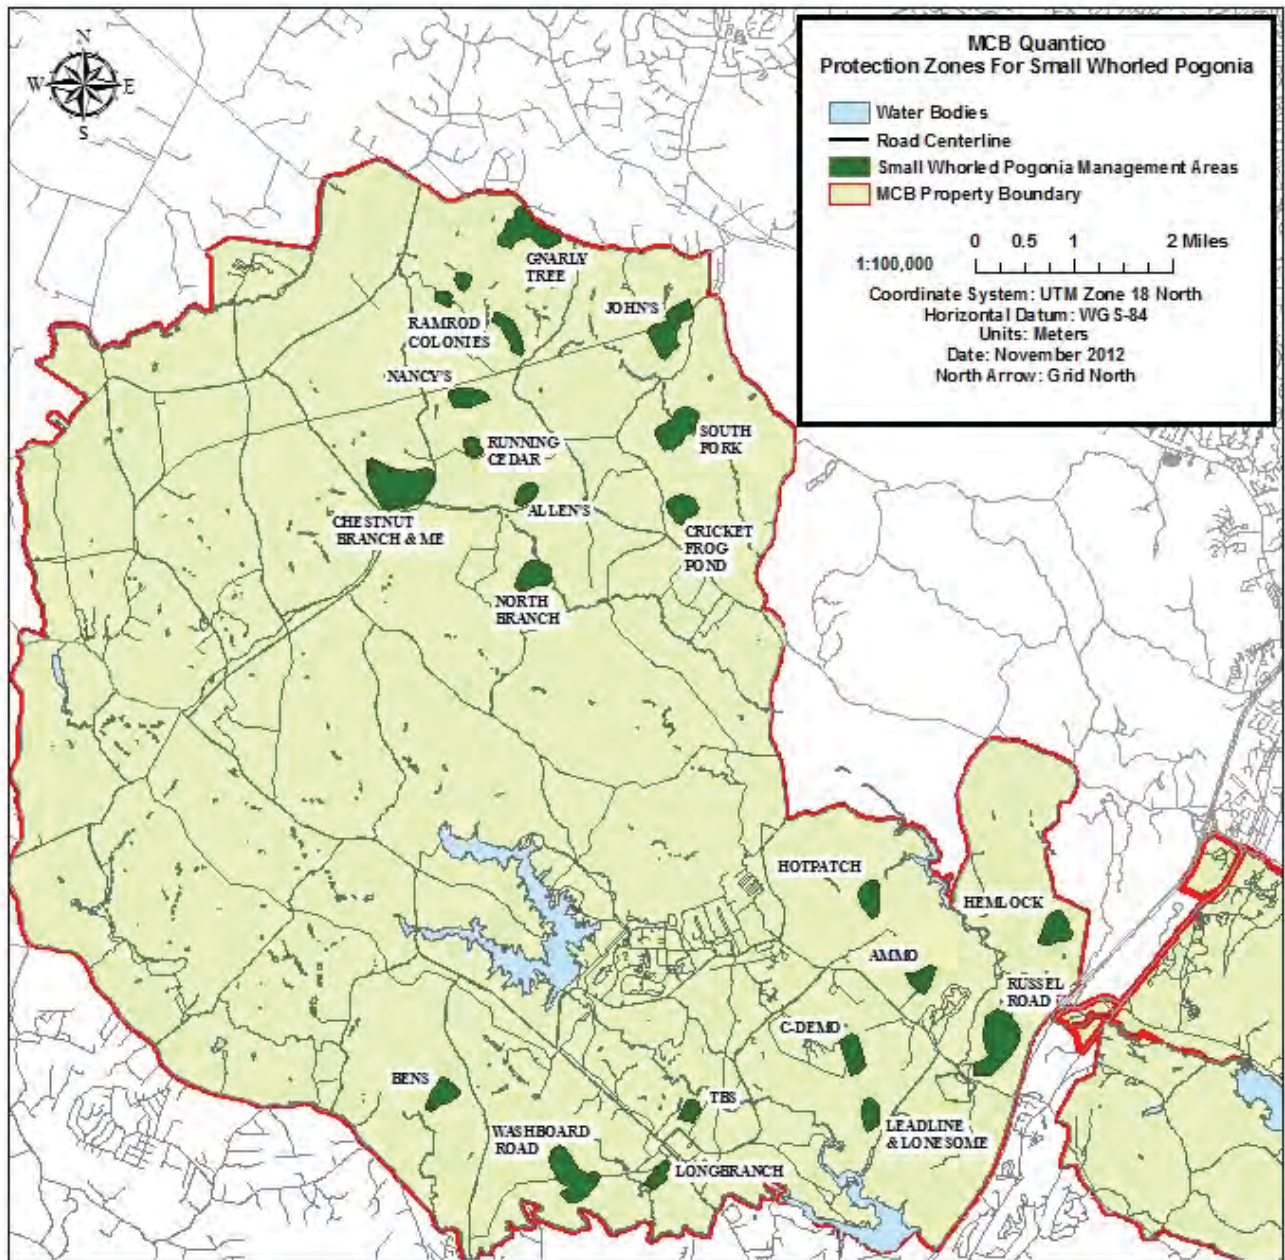 N
W E
S
MCB Quantico
Protection Zones For Small Whorled Pogonia
Water Bodies
Road Centerline
Small Whorled Pogonia Management Areas
MCB Property Boundary
0 0.5 1 2 Miles
1:100,000
Coordinate System: UTM Zone 18 North
Horizontal Datum: WGS-84
Units: Meters
Date: November 2012
North Arrow: Grid North
GNARLY
TREE
JOHN'S
RAMROD
COLONIES
NANCY'S
RUNNING
CEDAR
SOUTH
FORK
ALLEN'S
CHESTNUT
BRANCH & ME
CRICKET
FROG
POND
NORTH
BRANCH
HOTPATCH
HEMLOCK
AMMO
RUSSEL
ROAD
C-DEMO
BENS
TBS
LEADLINE
& LONESOME
WASHBOARD
ROAD
LONGBRANCH